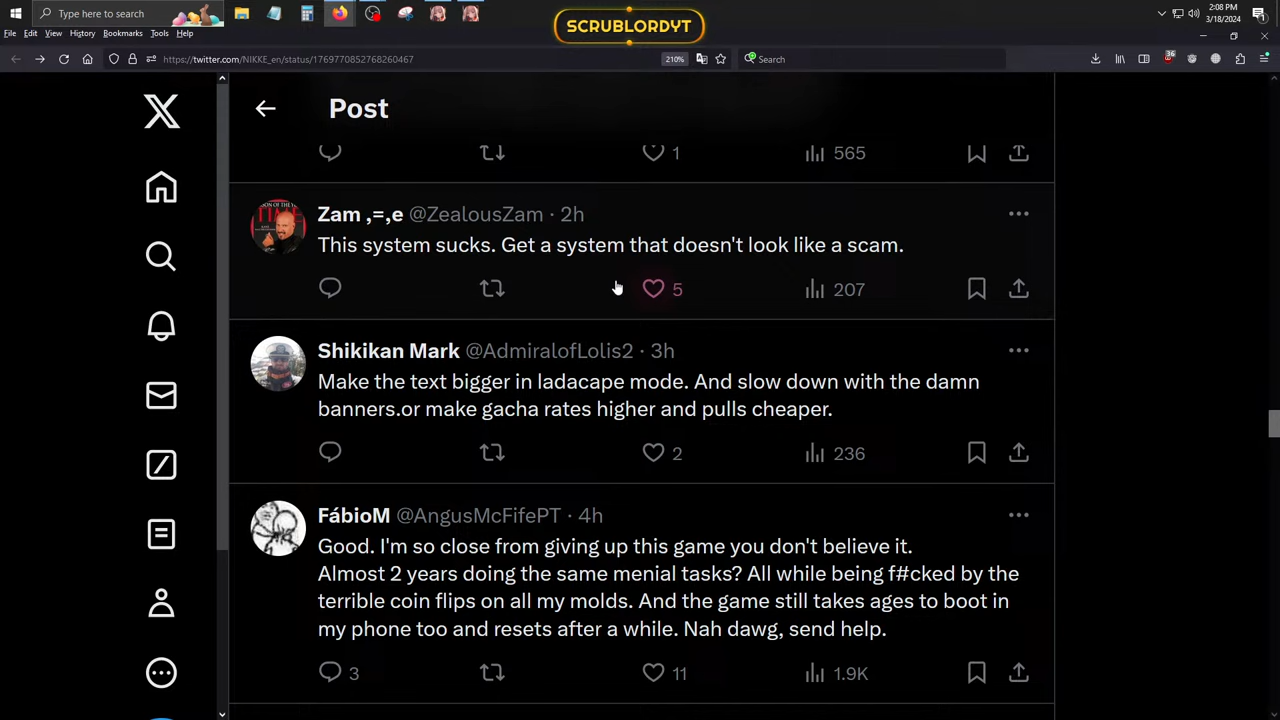 Type here to search
SCRUBLORDYT
2:08 PM
3/18/2024
File Edit View History Bookmarks Tools Help
https://twitter.com/NIKKE_en/status/1769770852768260467
210%
Search
36
Post
1
565
Zam ,=,e @ZealousZam · 2h
This system sucks. Get a system that doesn't look like a scam.
5
207
Shikikan Mark @AdmiralofLolis2 · 3h
Make the text bigger in ladacape mode. And slow down with the damn
banners.or make gacha rates higher and pulls cheaper.
2
236
FábioM @AngusMcFifePT · 4h
Good. I'm so close from giving up this game you don't believe it.
Almost 2 years doing the same menial tasks? All while being f#cked by the
terrible coin flips on all my molds. And the game still takes ages to boot in
my phone too and resets after a while. Nah dawg, send help.
3
11
1.9K